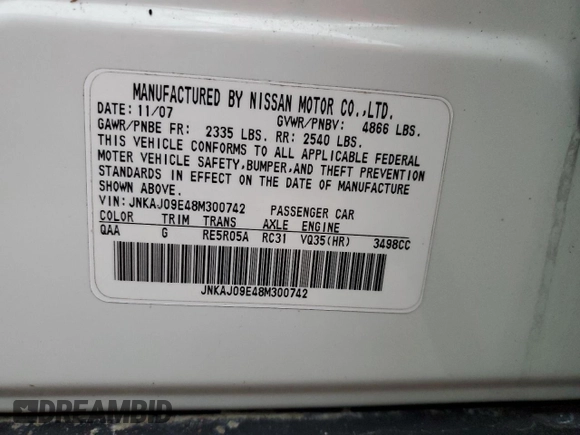 MANUFACTURED BY NISSAN MOTOR CO.,LTD.
DATE: 11/07 GVWR/PNBV: 4866 LBS.
GAWR/PNBE FR: 2335 LBS. RR: 2540 LBS.
THIS VEHICLE CONFORMS TO ALL APPLICABLE FEDERAL
MOTER VEHICLE SAFETY,BUMPER,AND THEFT PREVENTION
STANDARDS IN EFFECT ON THE DATE OF MANUFACTURE
SHOWN ABOVE.
VIN: JNKAJ09E48M300742 PASSENGER CAR
COLOR TRIM TRANS AXLE ENGINE
QAA G RE5R05A RC31 VQ35(HR) 3498CC
JNKAJ09E48M300742
DREAMBID